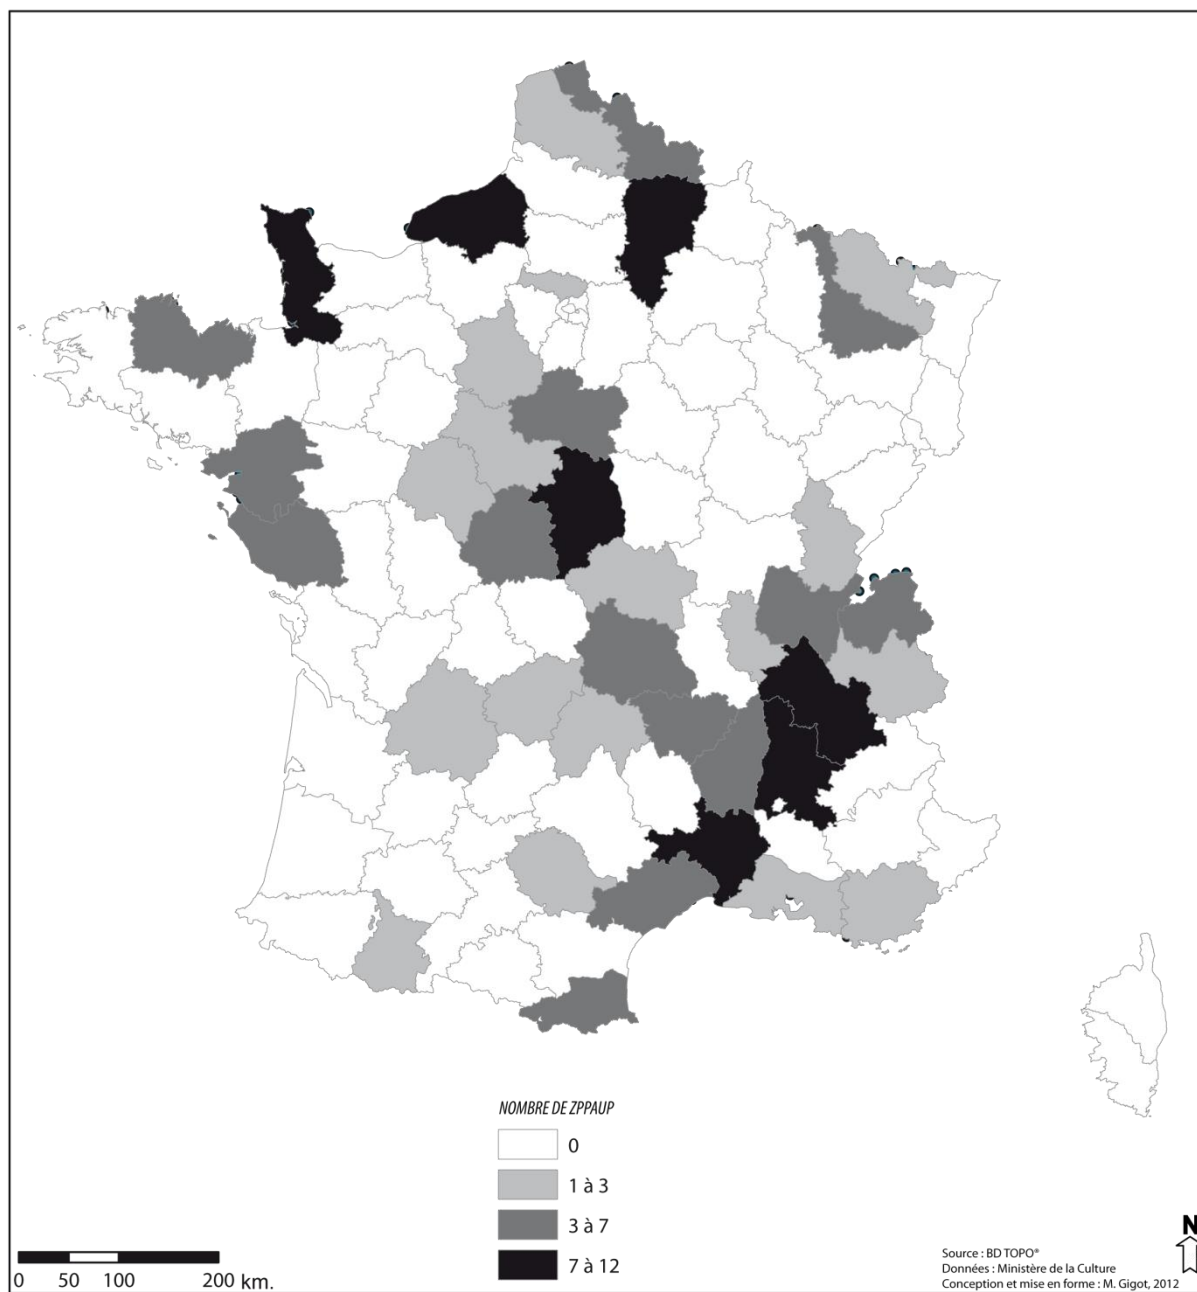 NOMBRE DE ZPPAUP
0
1 à 3
3 à 7
7 à 12
N
0 50 100 200 km.
Source : BD TOPO®
Données : Ministère de la Culture
Conception et mise en forme : M. Gigot, 2012